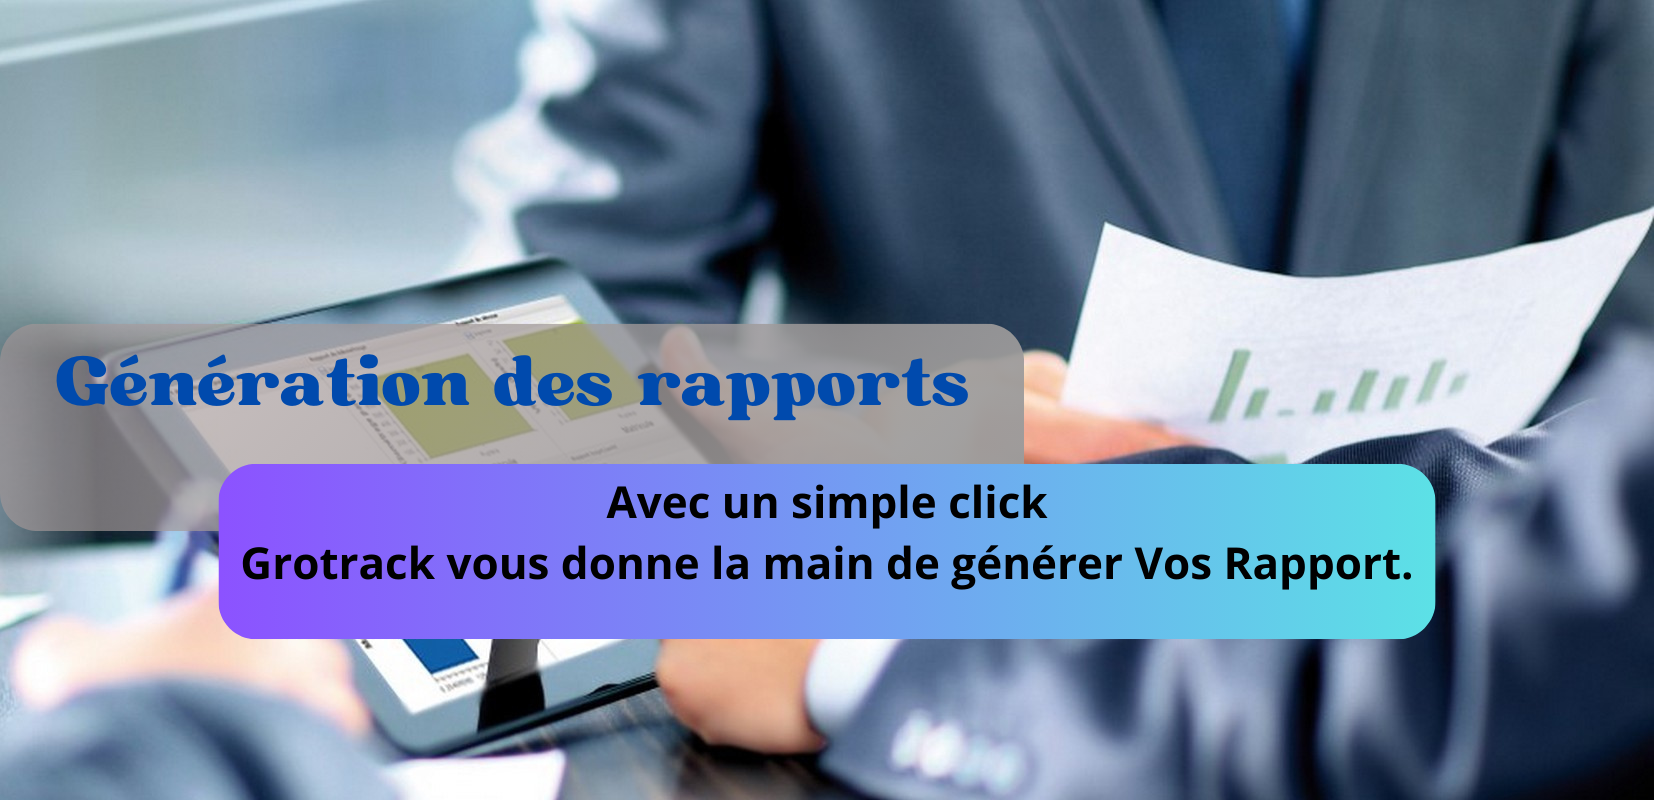 Génération des rapports
Avec un simple click
Grotrack vous donne la main de générer Vos Rapport.